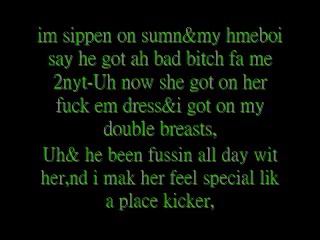 im sippen on sumn&my hmeboi
say he got ah bad bitch fa me
2nyt-Uh now she got on her
fuck em dress&i got on my
double breasts,
Uh& he been fussin all day wit
her,nd i mak her feel special lik
a place kicker,